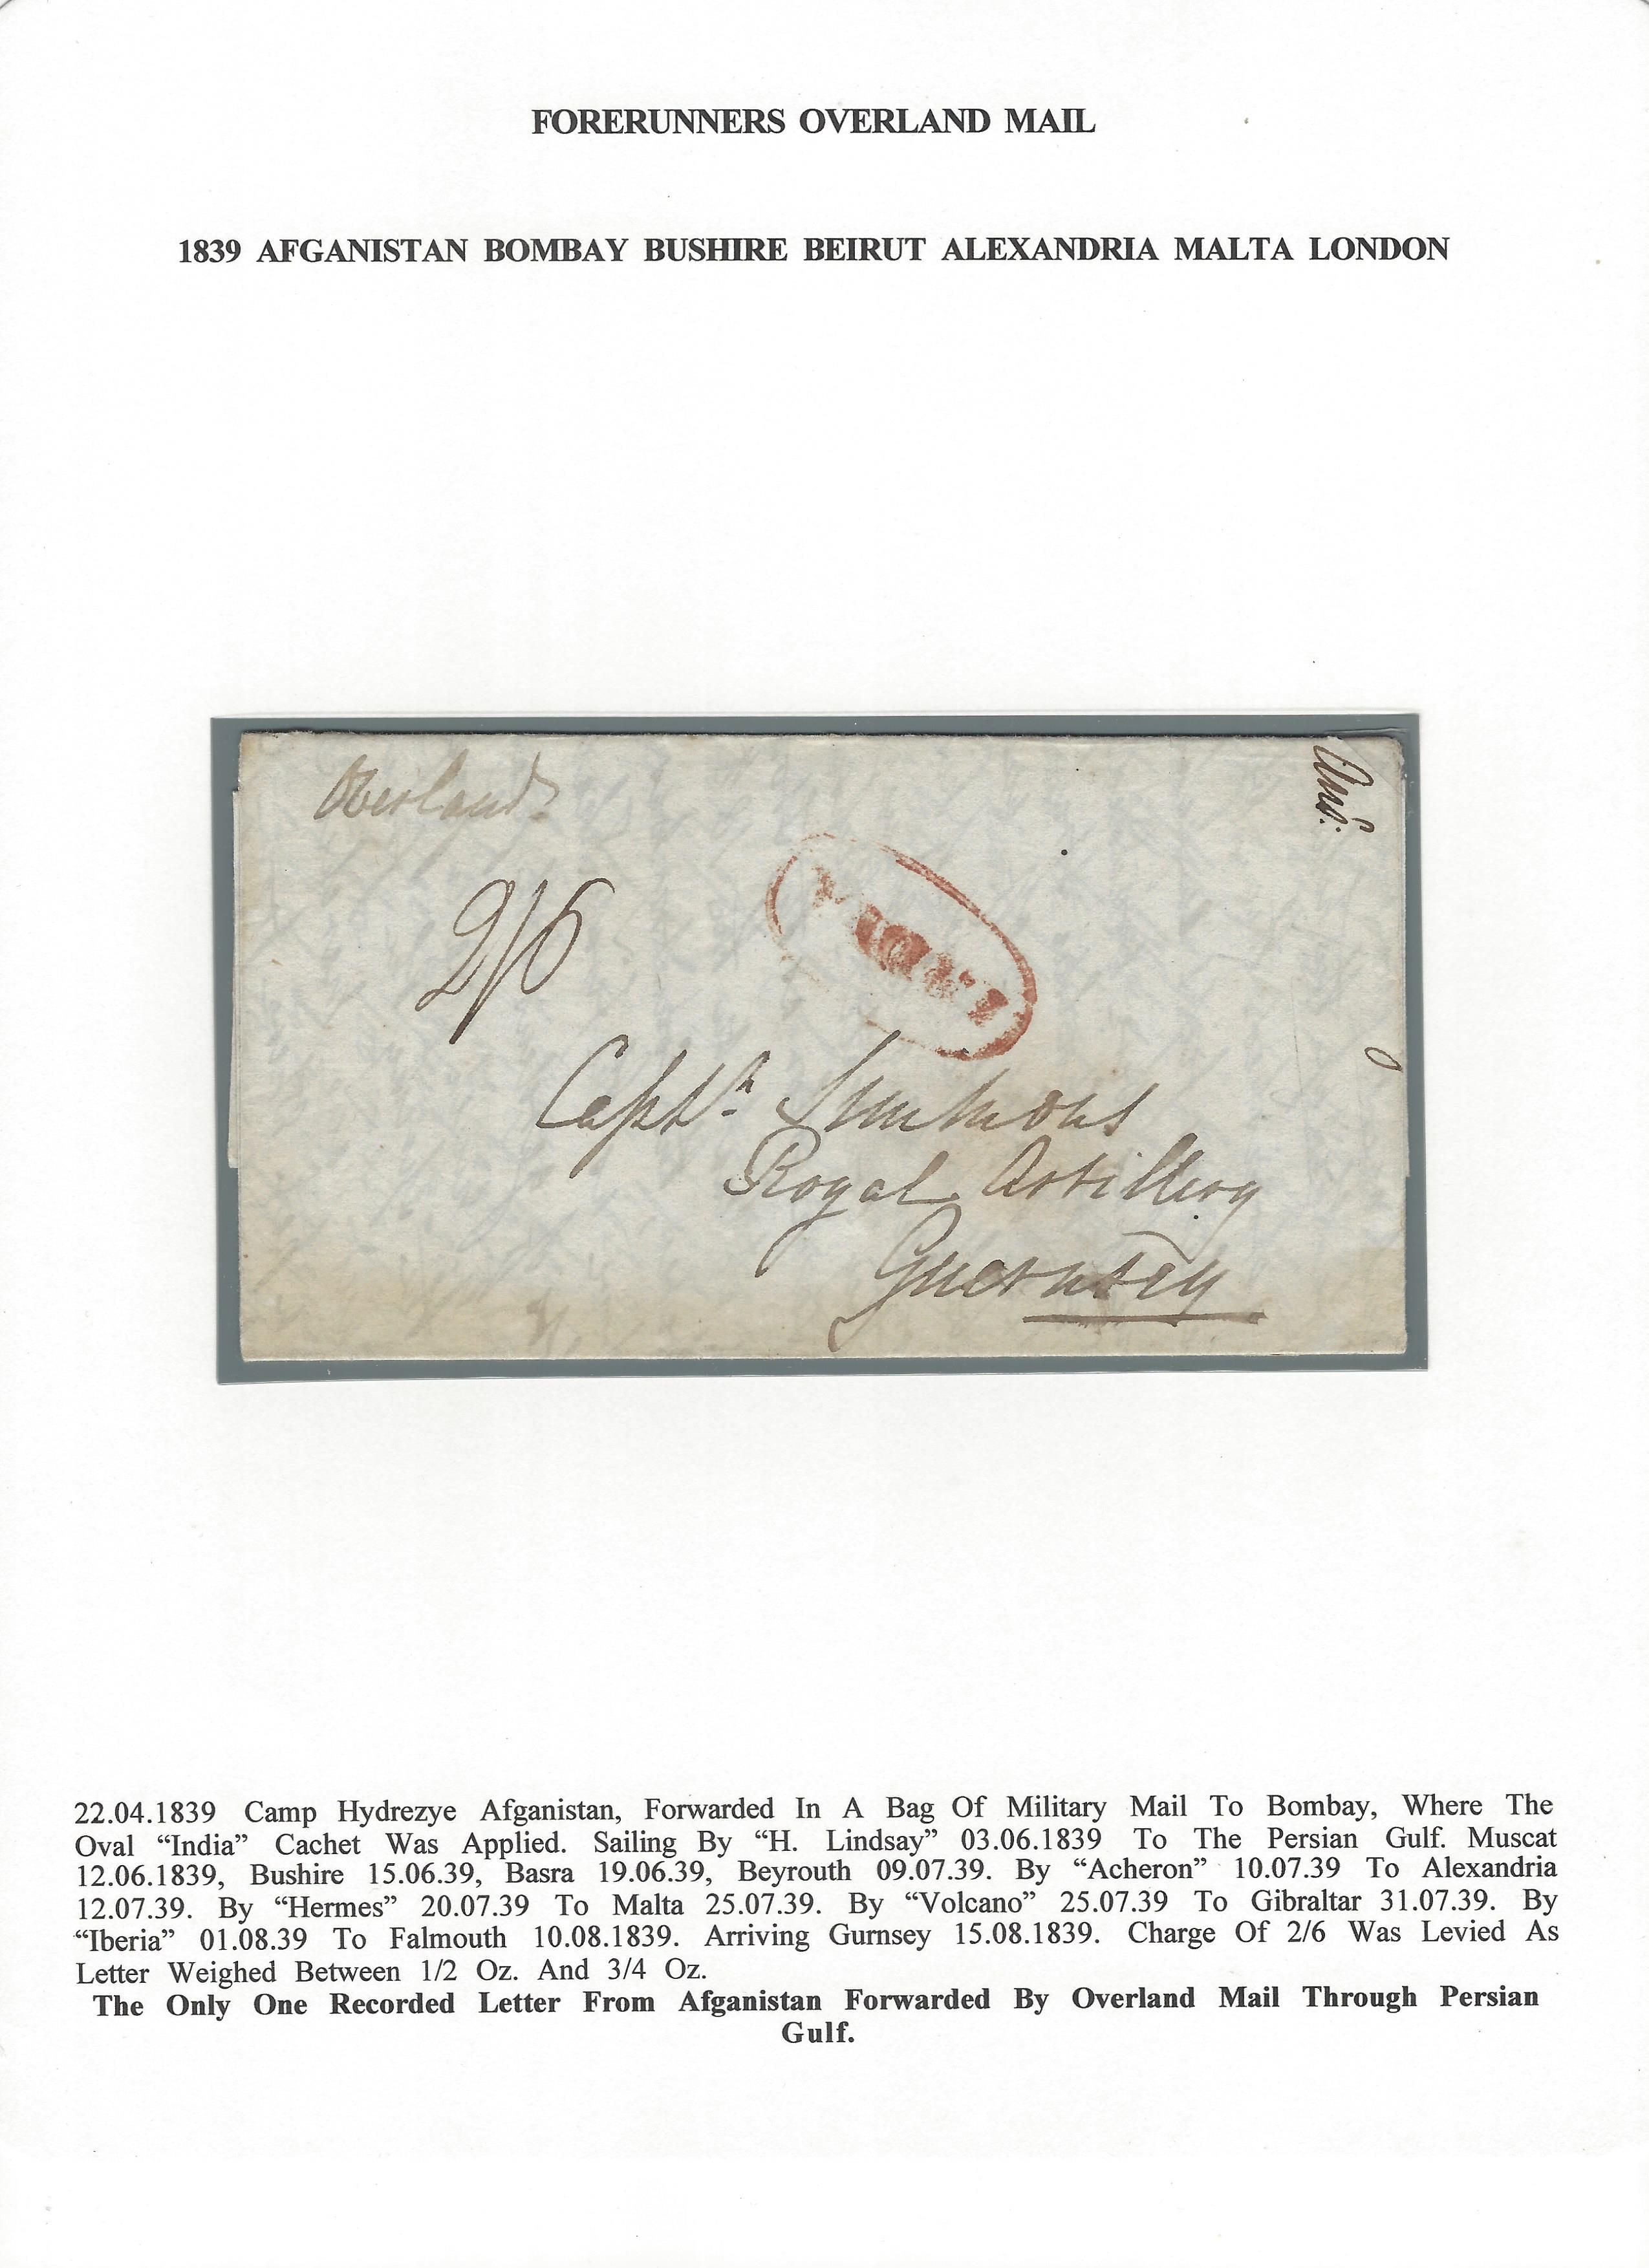 FORERUNNERS OVERLAND MAIL
1839 AFGANISTAN BOMBAY BUSHIRE BEIRUT ALEXANDRIA MALTA LONDON
Overland
2/6
INDIA
Captn Simmons
Royal Artillery
Guernsey
22.04.1839 Camp Hydrezye Afganistan, Forwarded In A Bag Of Military Mail To Bombay, Where The
Oval “India” Cachet Was Applied. Sailing By “H. Lindsay” 03.06.1839 To The Persian Gulf. Muscat
12.06.1839, Bushire 15.06.39, Basra 19.06.39, Beyrouth 09.07.39. By “Acheron” 10.07.39 To Alexandria
12.07.39. By “Hermes” 20.07.39 To Malta 25.07.39. By “Volcano” 25.07.39 To Gibraltar 31.07.39. By
“Iberia” 01.08.39 To Falmouth 10.08.1839. Arriving Gurnsey 15.08.1839. Charge Of 2/6 Was Levied As
Letter Weighed Between 1/2 Oz. And 3/4 Oz.
The Only One Recorded Letter From Afganistan Forwarded By Overland Mail Through Persian
Gulf.